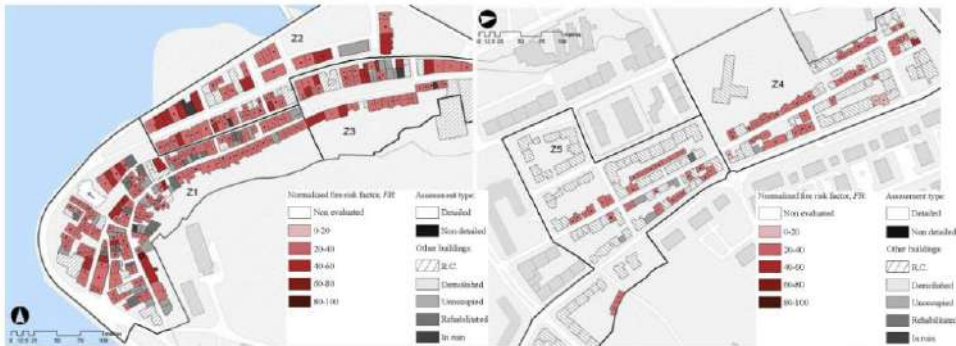 Z2
Z3
Z1
Normalized fire risk factor, FR:
Non evaluated
0-20
20-40
40-60
60-80
80-100
Assessment type:
Detailed
Non-detailed
Other buildings:
R.C.
Demolished
Unoccupied
Rehabilitated
In ruin
Z4
Z5
Normalized fire risk factor, FR:
Non evaluated
0-20
20-40
40-60
60-80
80-100
Assessment type:
Detailed
Non detailed
Other buildings
R.C.
Demolished
Unoccupied
Rehabilitated
In ruin